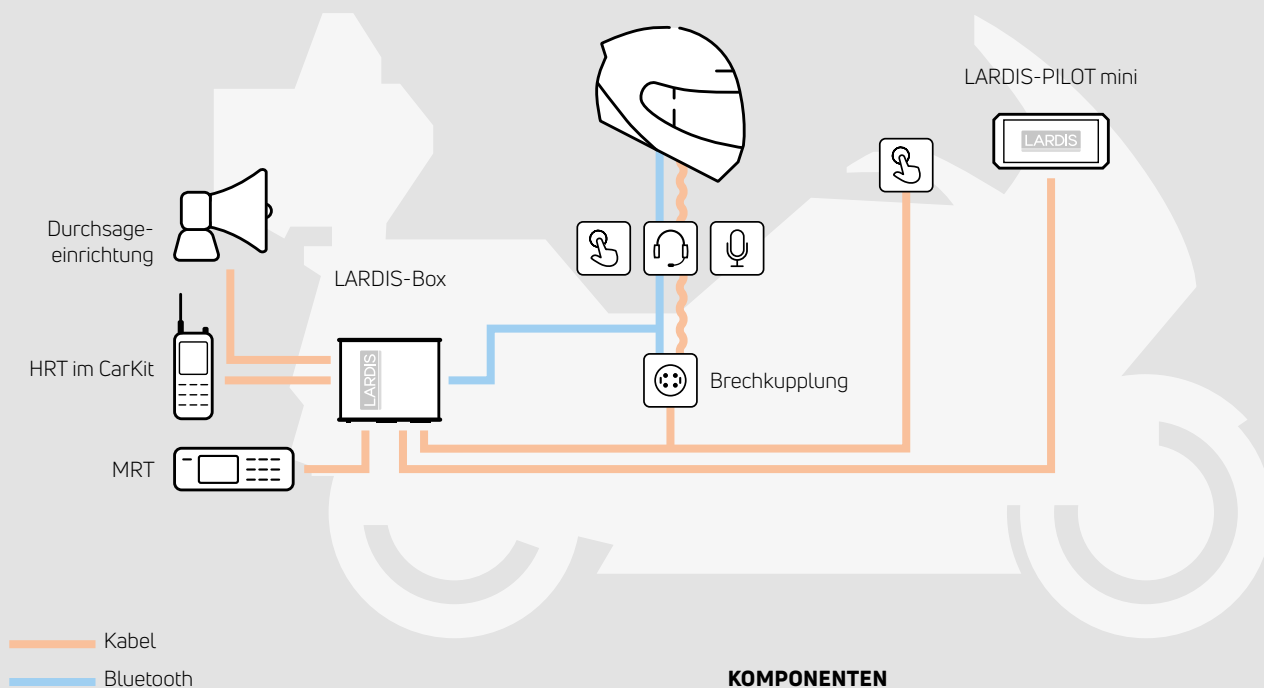 LARDIS-PILOT mini
LARDIS
Durchsage-
einrichtung
LARDIS-Box
LARDIS
HRT im CarKit
Brechkupplung
MRT
Kabel
Bluetooth
KOMPONENTEN